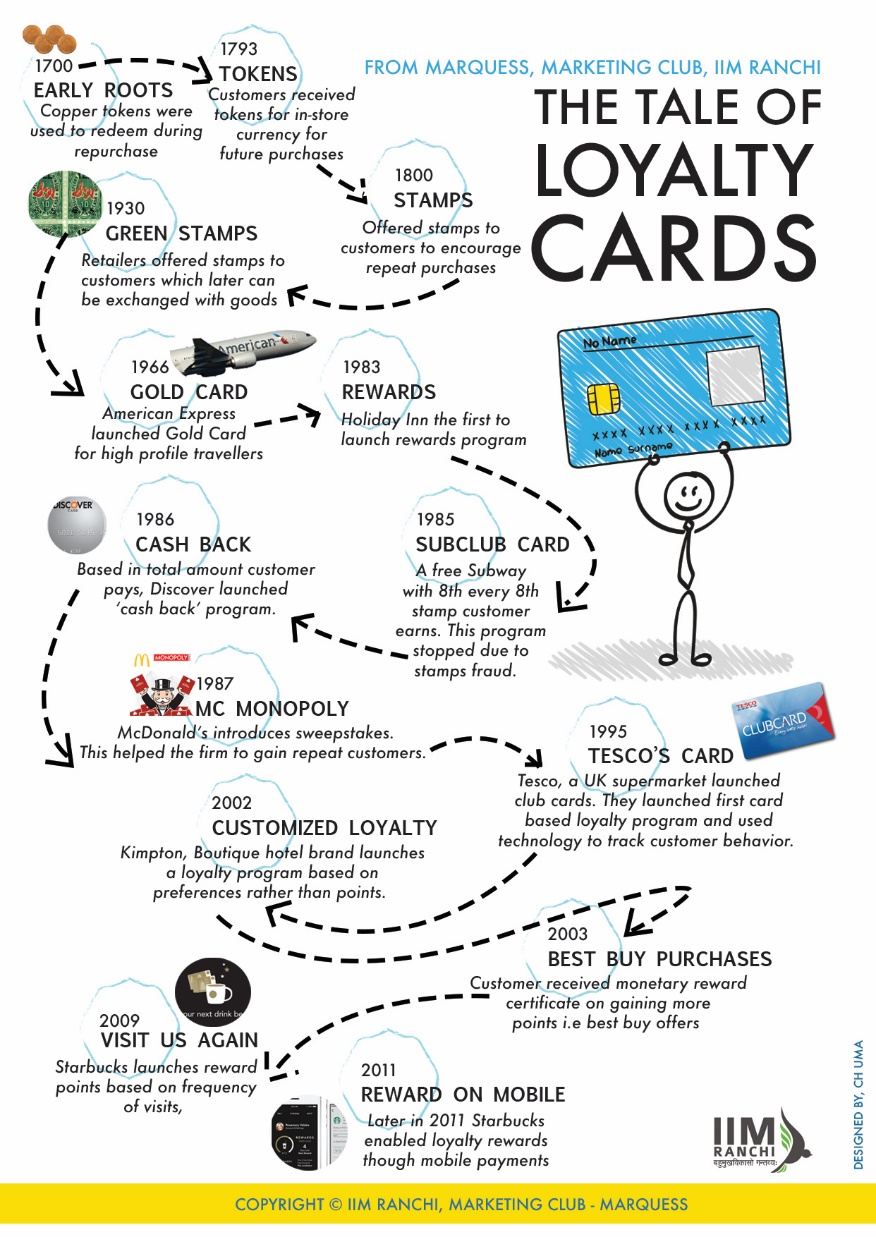 FROM MARQUESS, MARKETING CLUB, IIM RANCHI
THE TALE OF
LOYALTY
CARDS
1700
EARLY ROOTS
Copper tokens were
used to redeem during
repurchase
1793
TOKENS
Customers received
tokens for in-store
currency for
future purchases
1800
STAMPS
Offered stamps to
customers to encourage
repeat purchases
1930
GREEN STAMPS
Retailers offered stamps to
customers which later can
be exchanged with goods
American
1966
GOLD CARD
American Express
launched Gold Card
for high profile travellers
1983
REWARDS
Holiday Inn the first to
launch rewards program
No Name
XXXX XXXX XXXX XXXX
Name Surname
1985
SUBCLUB CARD
A free Subway
with 8th every 8th
stamp customer
earns. This program
stopped due to
stamps fraud.
DISCOVER
1986
CASH BACK
Based in total amount customer
pays, Discover launched
‘cash back’ program.
MONOPOLY
1987
MC MONOPOLY
McDonald’s introduces sweepstakes.
This helped the firm to gain repeat customers.
TESCO
CLUBCARD
1995
TESCO’S CARD
Tesco, a UK supermarket launched
club cards. They launched first card
based loyalty program and used
technology to track customer behavior.
2002
CUSTOMIZED LOYALTY
Kimpton, Boutique hotel brand launches
a loyalty program based on
preferences rather than points.
2003
BEST BUY PURCHASES
Customer received monetary reward
certificate on gaining more
points i.e best buy offers
our next drink be
2009
VISIT US AGAIN
Starbucks launches reward
points based on frequency
of visits,
2011
REWARD ON MOBILE
Later in 2011 Starbucks
enabled loyalty rewards
though mobile payments
REWARDS
IIM
RANCHI
बहुमुखविकासो गन्तव्यः
DESIGNED BY, CH UMA
COPYRIGHT © IIM RANCHI, MARKETING CLUB - MARQUESS